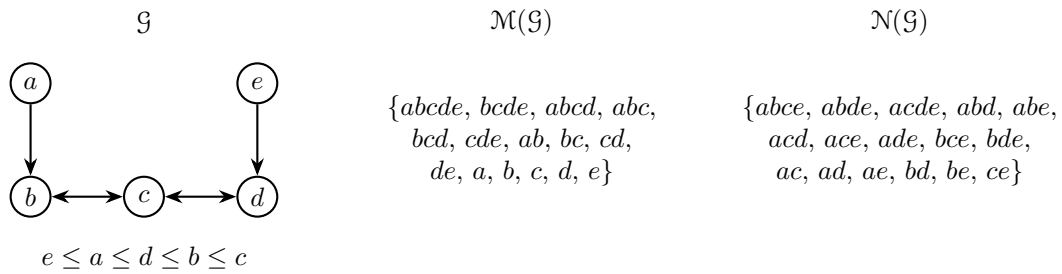 𝒢
ℳ(𝒢)
𝒩(𝒢)
a
e
b
c
d
e ≤ a ≤ d ≤ b ≤ c
{abcde, bcde, abcd, abc,
bcd, cde, ab, bc, cd,
de, a, b, c, d, e}
{abce, abde, acde, abd, abe,
acd, ace, ade, bce, bde,
ac, ad, ae, bd, be, ce}